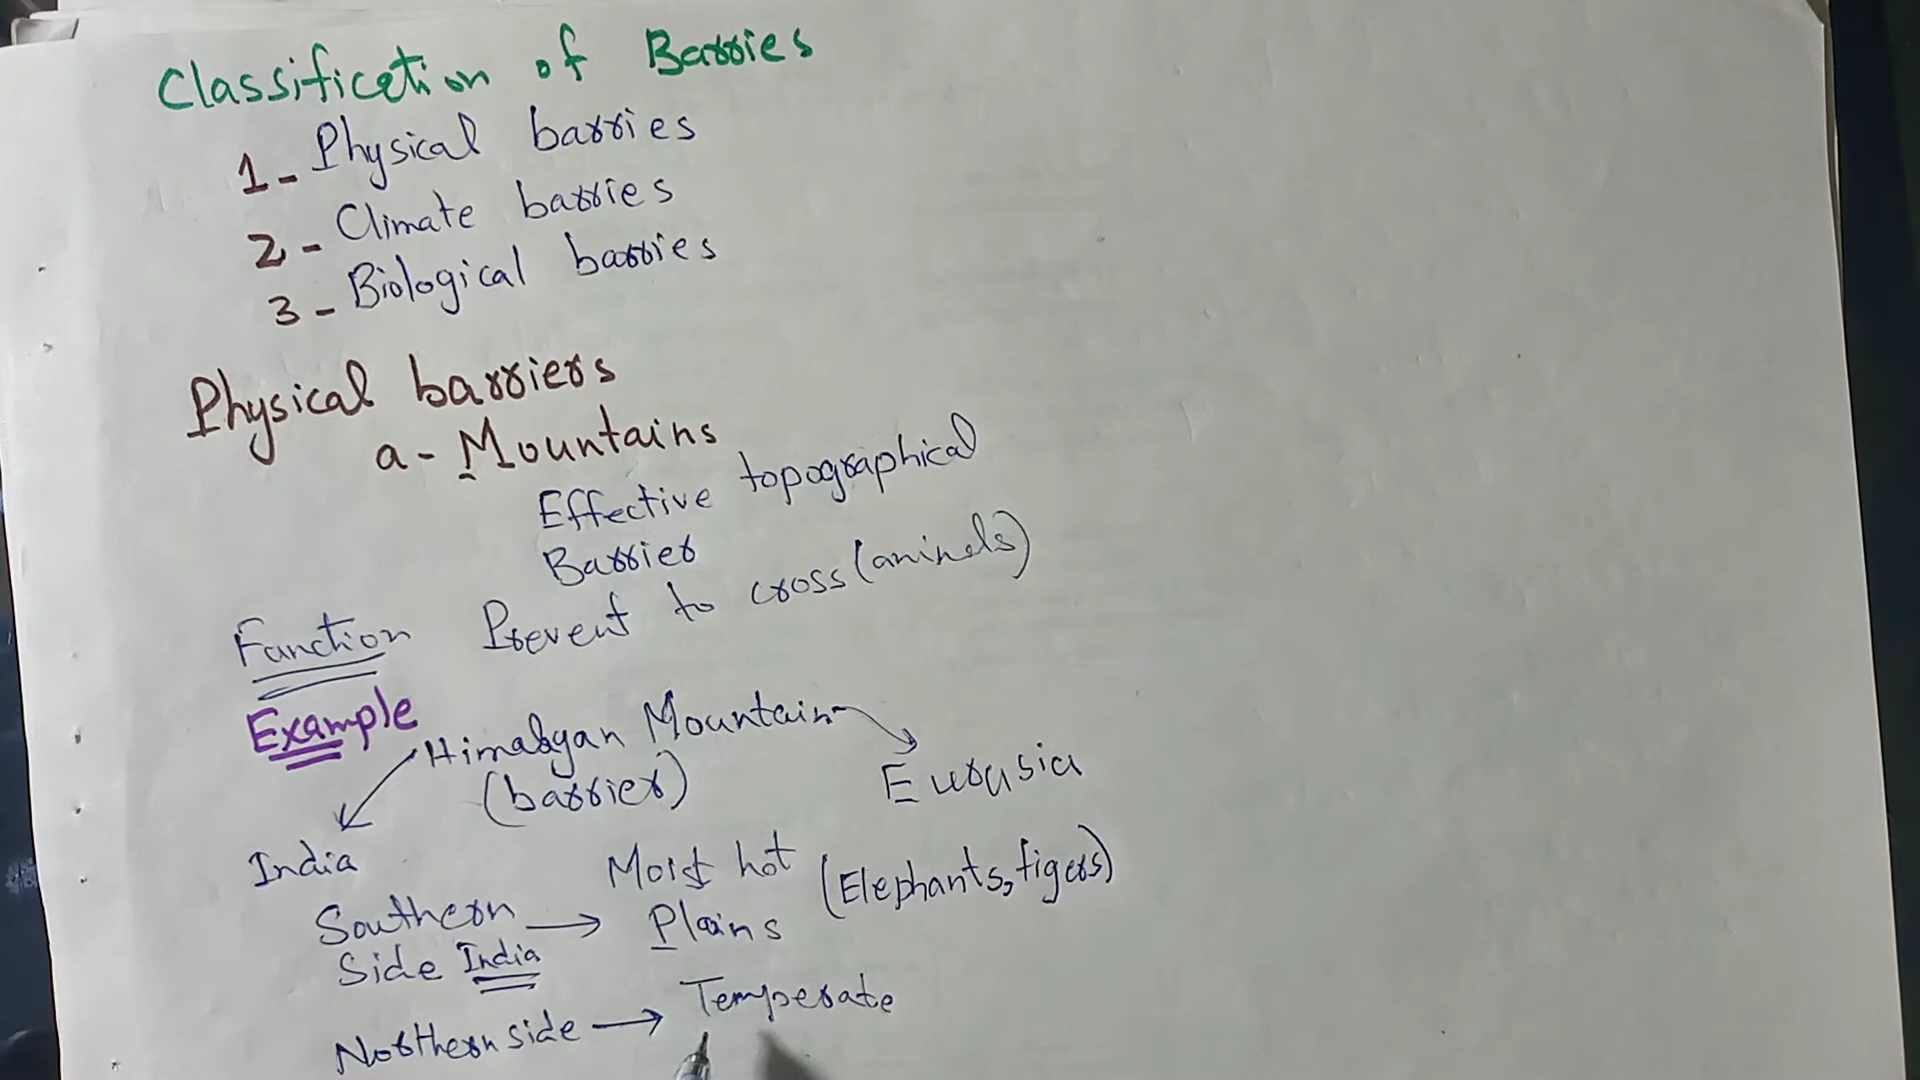 Classification of Barries
1- Physical barries
2- Climate barries
3- Biological barries
Physical barriers
a- Mountains
Effective topographical
Barrier
Function Prevent to cross (animals)
Example
Himalayan Mountain
(barrier)
Eurasia
India
Moist hot
Plains (Elephants, tigers)
Southern
Side India
Northern side → Temperate